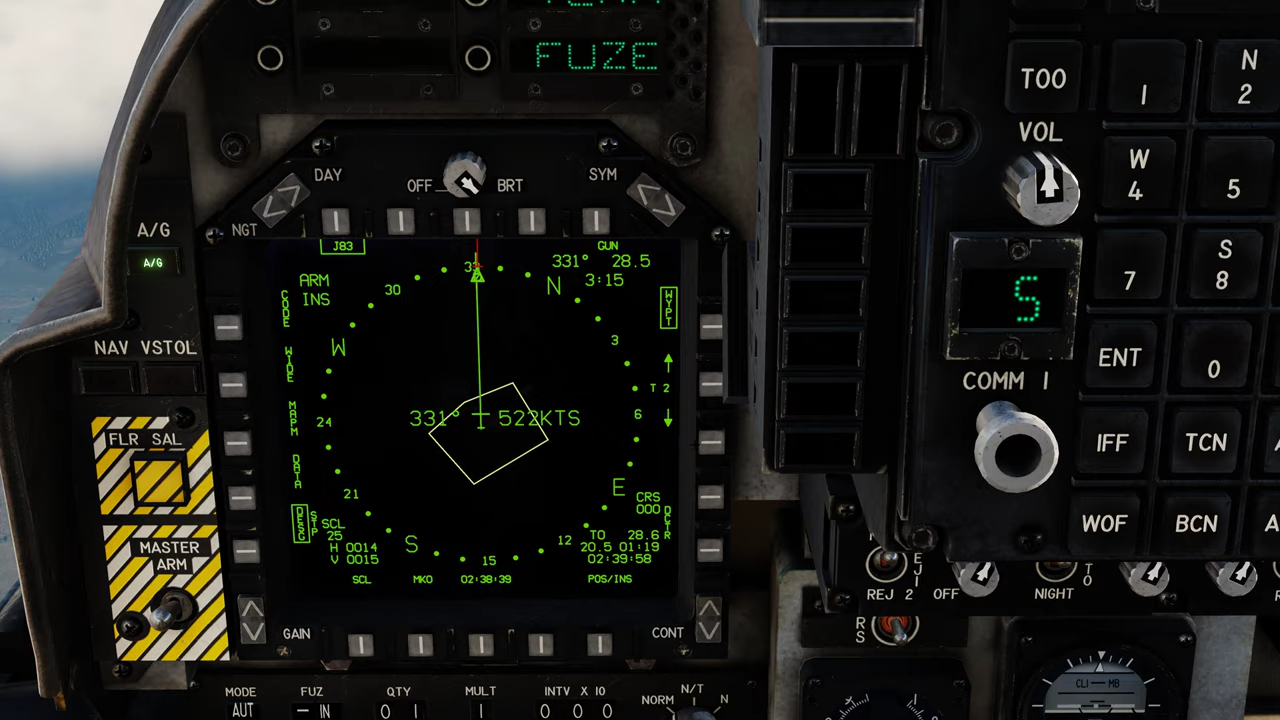 FUZE
TOO
I
N
2
VOL
DAY
SYM
OFF
BRT
W
4
5
NGT
A/G
A/G
J83
GUN
331° 28.5
3:15
ARM
INS
CODE
WIDE
MAPM
DATA
DESG
STP
WYPT
T 2
DCTR
33
N
3
6
E
12
15
S
21
24
W
30
331°
522KTS
S
7
8
5
NAV
VSTOL
ENT
0
COMM I
FLR SAL
IFF
TCN
CRS
000
SCL
25
H 0014
V 0015
TO 28.6
20.5 01:19
02:39:58
SCL
MKO
02:38:39
POS/INS
WOF
BCN
MASTER
ARM
REJ 2
OFF
NIGHT
GAIN
CONT
MODE
AUT
FUZ
IN
QTY
0 1
MULT
1
INTV X 10
0 0 0
NORM
N/T
N
CLI MB